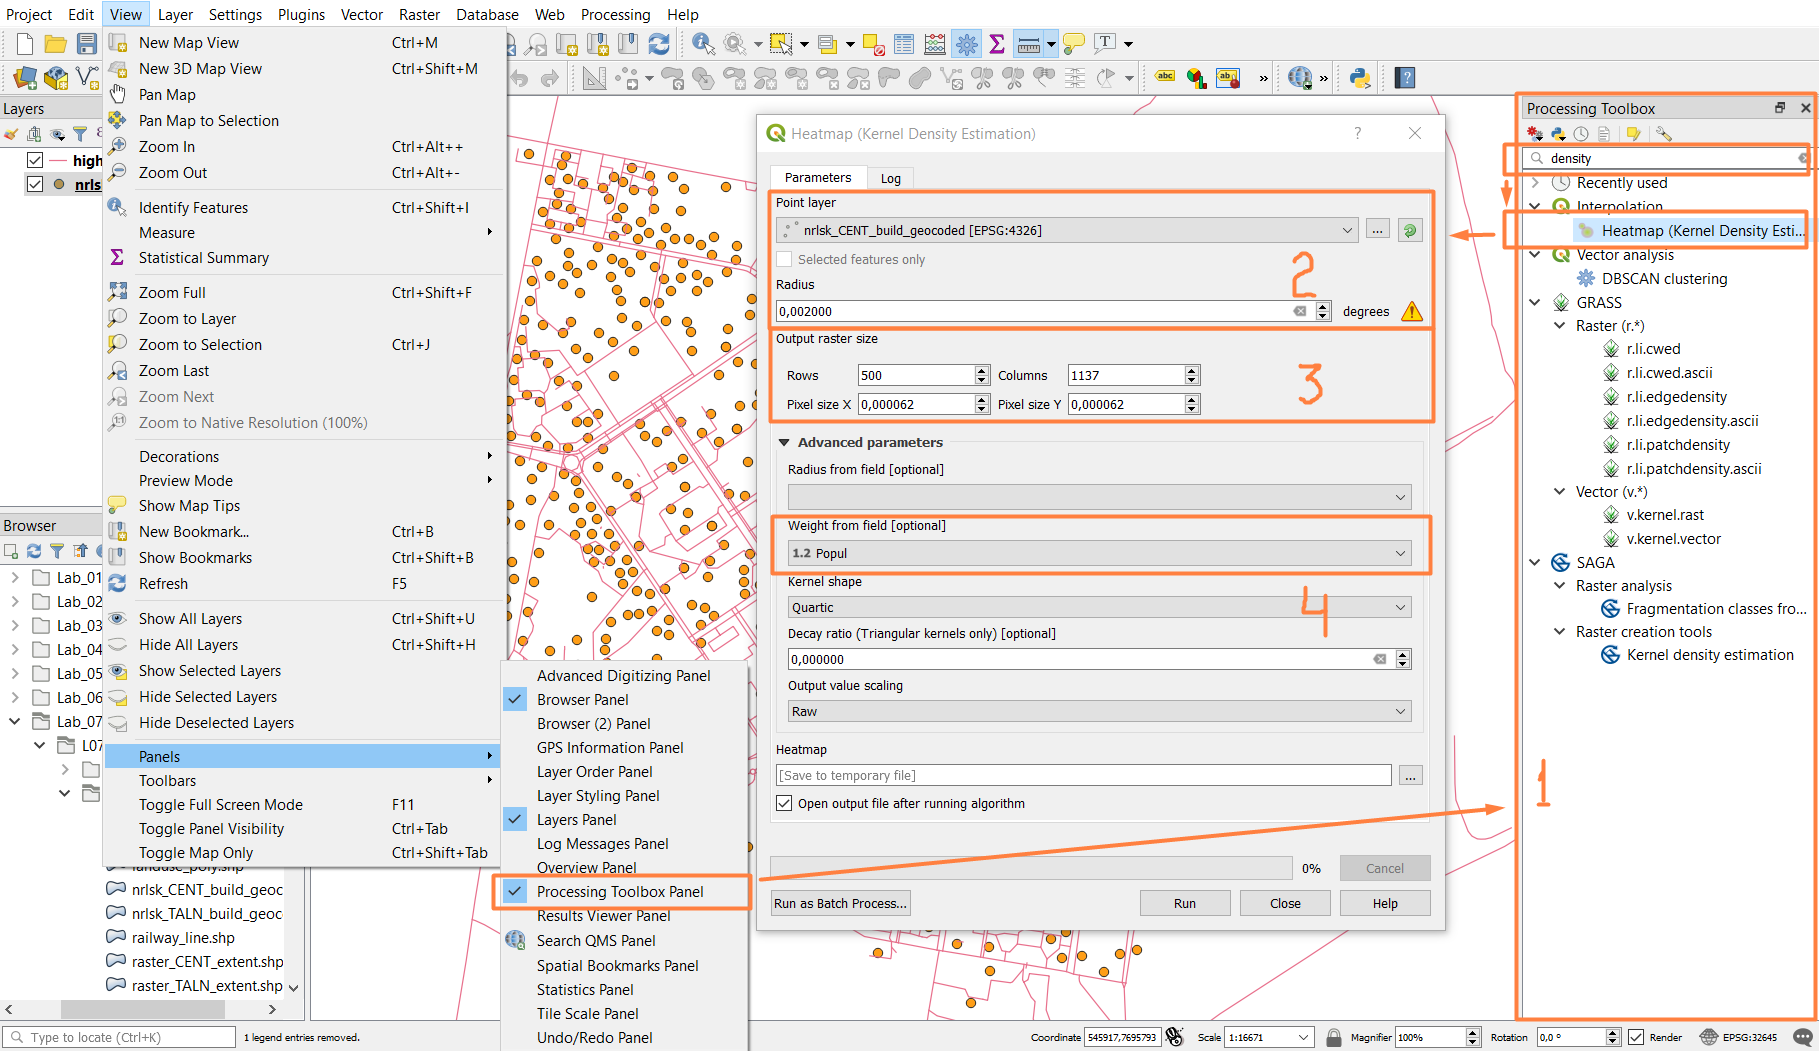 Project Edit View Layer Settings Plugins Vector Raster Database Web Processing Help
New Map View Ctrl+M
New 3D Map View Ctrl+Shift+M
Pan Map
Pan Map to Selection
Zoom In Ctrl+Alt++
Zoom Out Ctrl+Alt+-
Identify Features Ctrl+Shift+I
Measure
Statistical Summary
Zoom Full Ctrl+Shift+F
Zoom to Layer
Zoom to Selection Ctrl+J
Zoom Last
Zoom Next
Zoom to Native Resolution (100%)
Decorations
Preview Mode
Show Map Tips
New Bookmark... Ctrl+B
Show Bookmarks Ctrl+Shift+B
Refresh F5
Show All Layers Ctrl+Shift+U
Hide All Layers Ctrl+Shift+H
Show Selected Layers
Hide Selected Layers
Hide Deselected Layers
Panels
Toolbars
Toggle Full Screen Mode F11
Toggle Panel Visibility Ctrl+Tab
Toggle Map Only Ctrl+Shift+Tab
Layers
high
nrls
Browser
Lab_01
Lab_02
Lab_03
Lab_04
Lab_05
Lab_06
Lab_07
L07
landuse_poly.shp
nrlsk_CENT_build_geoc
nrlsk_TALN_build_geoc
railway_line.shp
raster_CENT_extent.shp
raster_TALN_extent.shp
Advanced Digitizing Panel
Browser Panel
Browser (2) Panel
GPS Information Panel
Layer Order Panel
Layer Styling Panel
Layers Panel
Log Messages Panel
Overview Panel
Processing Toolbox Panel
Results Viewer Panel
Search QMS Panel
Spatial Bookmarks Panel
Statistics Panel
Tile Scale Panel
Undo/Redo Panel
abc
ab
T
?
Heatmap (Kernel Density Estimation) ?
Parameters Log
Point layer
nrlsk_CENT_build_geocoded [EPSG:4326] ...
Selected features only
2
Radius
0,002000 degrees
Output raster size
Rows 500 Columns 1137
3
Pixel size X 0,000062 Pixel size Y 0,000062
Advanced parameters
Radius from field [optional]
Weight from field [optional]
1.2 Popul
Kernel shape
Quartic
4
Decay ratio (Triangular kernels only) [optional]
0,000000
Output value scaling
Raw
Heatmap
[Save to temporary file] ...
Open output file after running algorithm
0% Cancel
Run as Batch Process... Run Close Help
Processing Toolbox
density
Recently used
Interpolation
Heatmap (Kernel Density Esti...
Vector analysis
DBSCAN clustering
GRASS
Raster (r.*)
r.li.cwed
r.li.cwed.ascii
r.li.edgedensity
r.li.edgedensity.ascii
r.li.patchdensity
r.li.patchdensity.ascii
Vector (v.*)
v.kernel.rast
v.kernel.vector
SAGA
Raster analysis
Fragmentation classes fro...
Raster creation tools
Kernel density estimation
1
Type to locate (Ctrl+K) 1 legend entries removed. Coordinate 545917,7695793 Scale 1:16671 Magnifier 100% Rotation 0,0 ° Render EPSG:32645